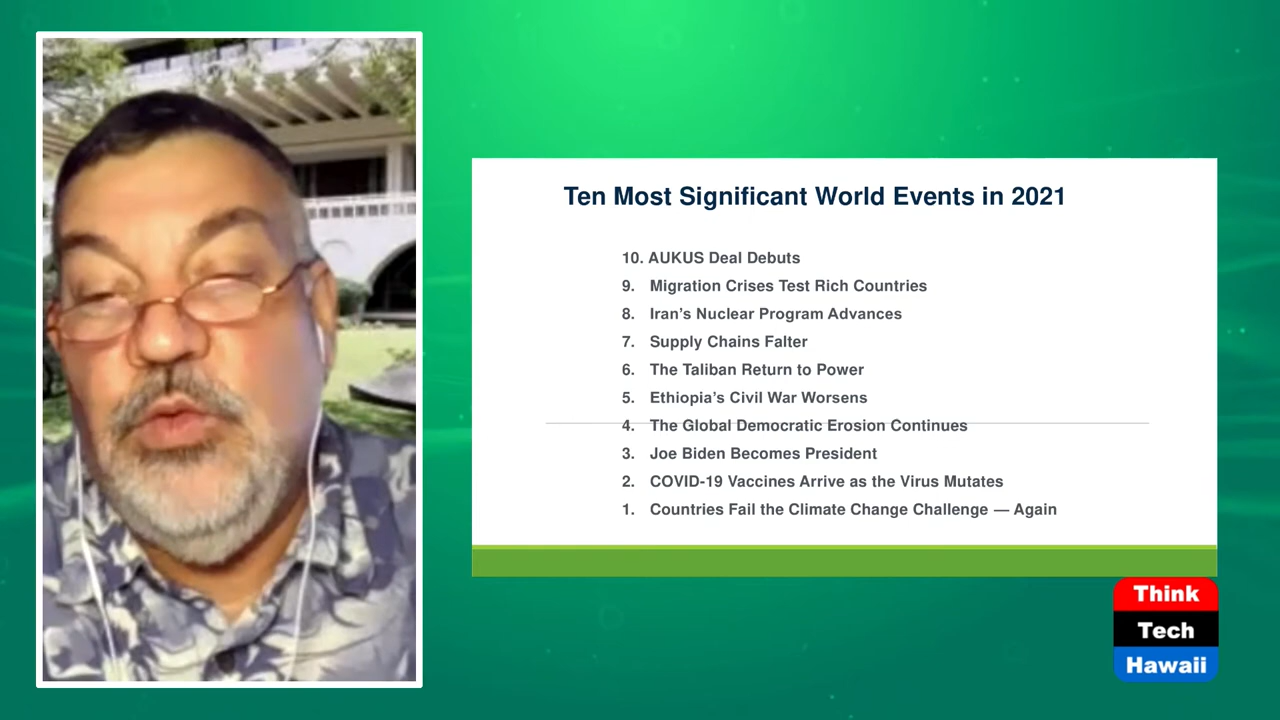 Ten Most Significant World Events in 2021
10. AUKUS Deal Debuts
9. Migration Crises Test Rich Countries
8. Iran’s Nuclear Program Advances
7. Supply Chains Falter
6. The Taliban Return to Power
5. Ethiopia’s Civil War Worsens
4. The Global Democratic Erosion Continues
3. Joe Biden Becomes President
2. COVID-19 Vaccines Arrive as the Virus Mutates
1. Countries Fail the Climate Change Challenge — Again
Think
Tech
Hawaii